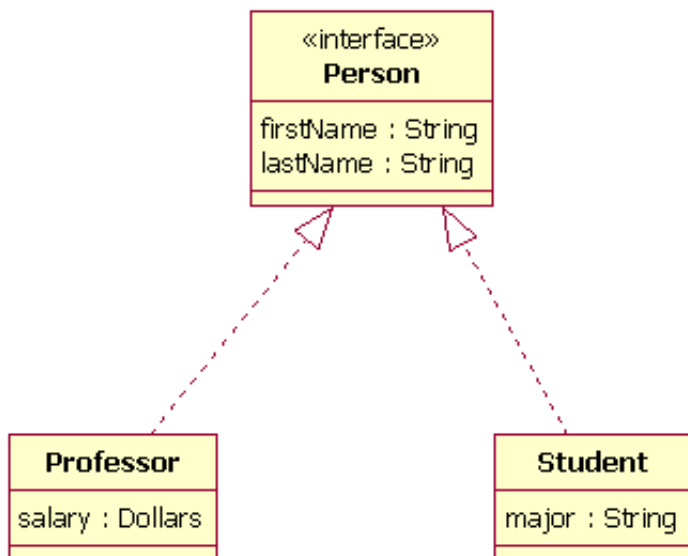 «interface»
Person
firstName : String
lastName : String
Professor
salary : Dollars
Student
major : String